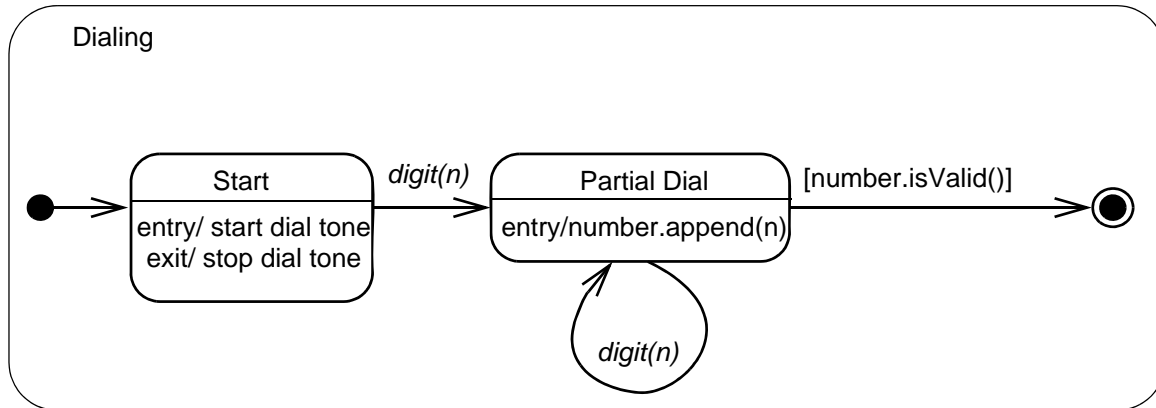 Dialing
Start
entry/ start dial tone
exit/ stop dial tone
digit(n)
Partial Dial
entry/number.append(n)
digit(n)
[number.isValid()]